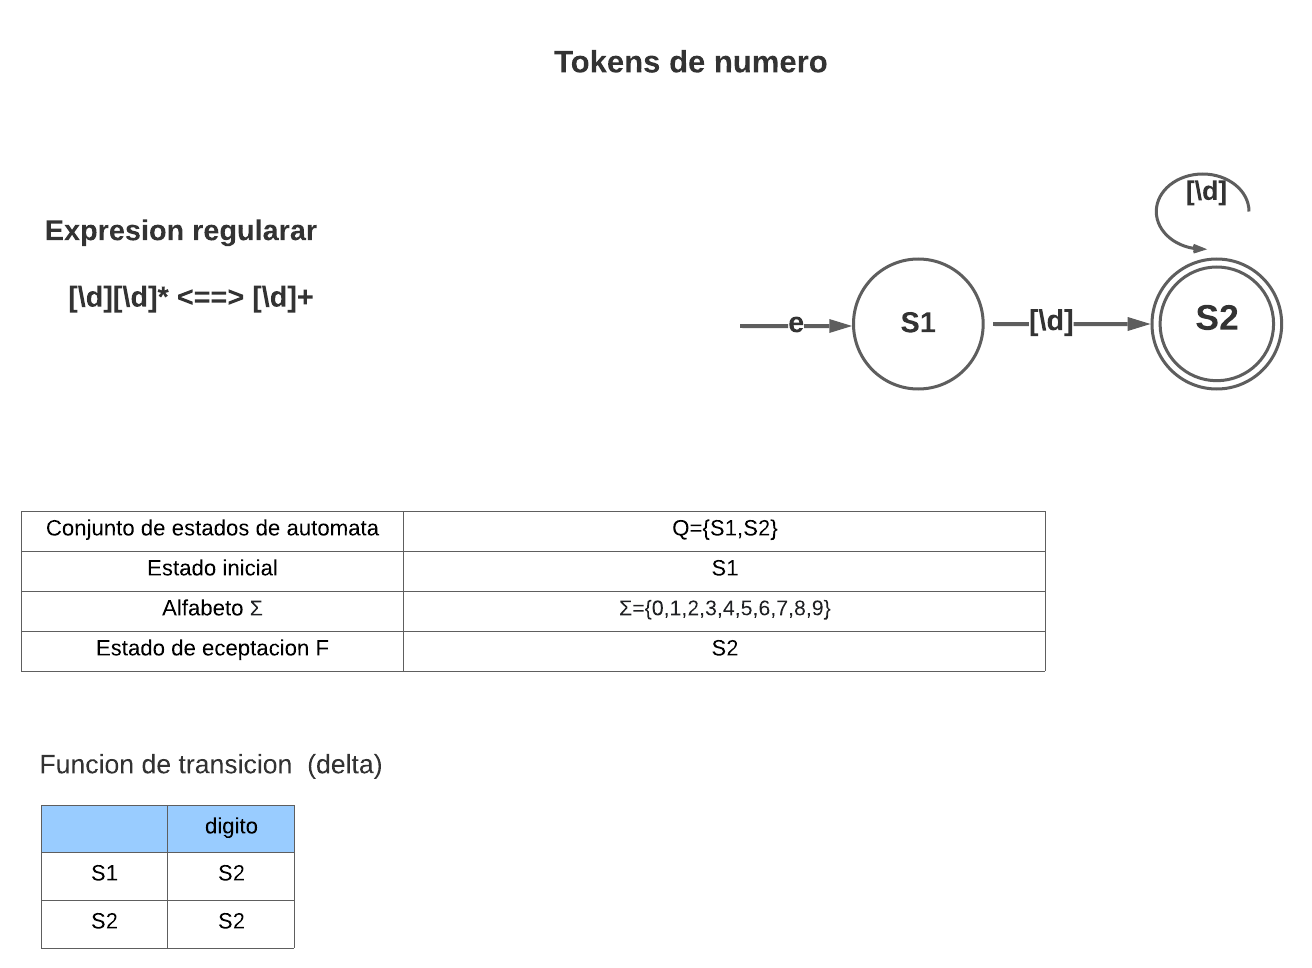 Tokens de numero
Expresion regularar
[\d][\d]* <==> [\d]+
[\d]
e
S1
[\d]
S2
Conjunto de estados de automata Q={S1,S2}
Estado inicial S1
Alfabeto Σ Σ={0,1,2,3,4,5,6,7,8,9}
Estado de eceptacion F S2
Funcion de transicion (delta)
digito
S1 S2
S2 S2